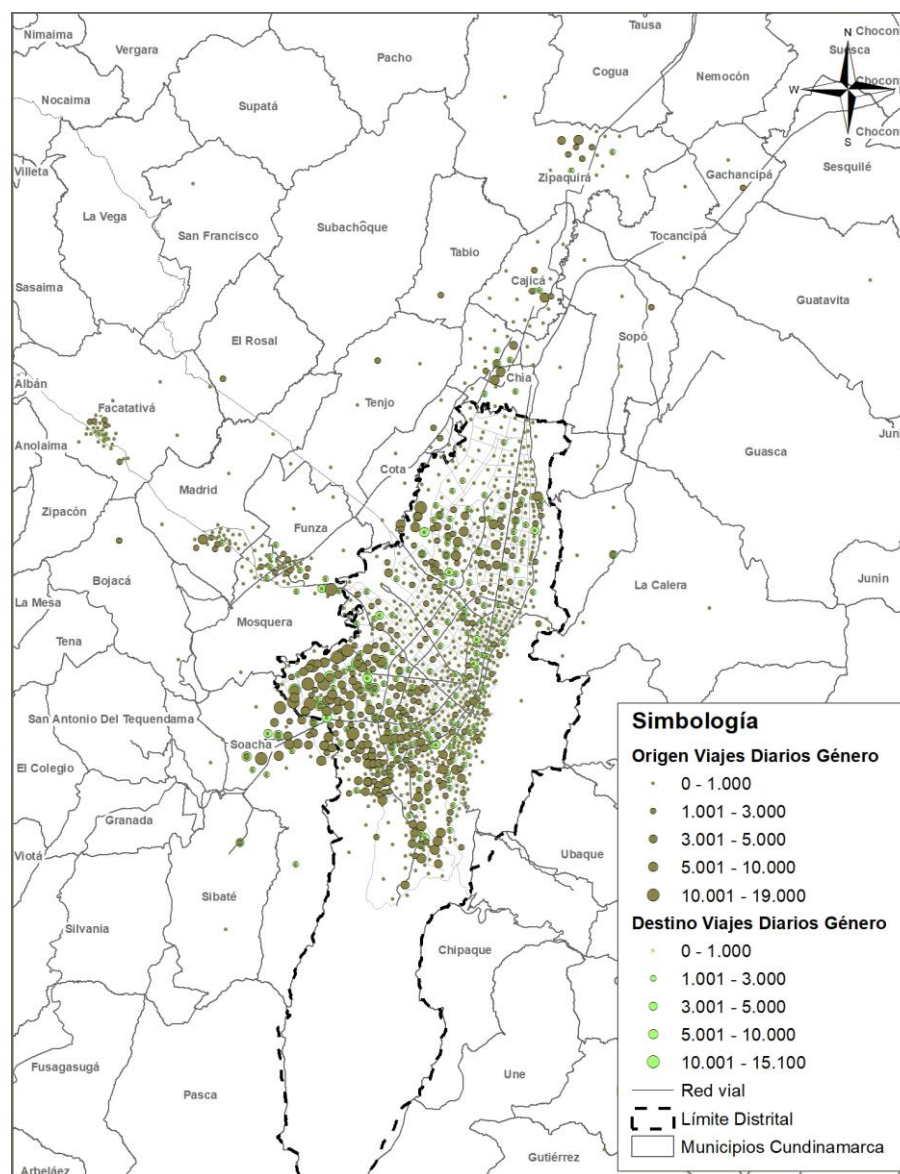 Nimaima
Vergara
Pacho
Tausa
N
Chocont
Suesca
Cogua
Nemocón
Nocaima
Supatá
W
Chocont
Villeta
S
Chocont
Sesquilé
Zipaquirá
Gachancipá
La Vega
San Francisco
Subachoque
Tabio
Tocancipá
Sasaima
Cajicá
Guatavita
El Rosal
Sopó
Albán
Chía
Facatativá
Tenjo
Anolaima
Juní
Guasca
Cota
Madrid
Zipacón
Funza
Bojacá
La Calera
Junín
La Mesa
Mosquera
Tena
San Antonio Del Tequendama
Soacha
El Colegio
Granada
Viotá
Sibaté
Ubaque
Silvania
Chipaque
Fusagasugá
Pasca
Une
Arbeláez
Gutiérrez
Simbología
Origen Viajes Diarios Género
0 - 1.000
1.001 - 3.000
3.001 - 5.000
5.001 - 10.000
10.001 - 19.000
Destino Viajes Diarios Género
0 - 1.000
1.001 - 3.000
3.001 - 5.000
5.001 - 10.000
10.001 - 15.100
Red vial
Límite Distrital
Municipios Cundinamarca